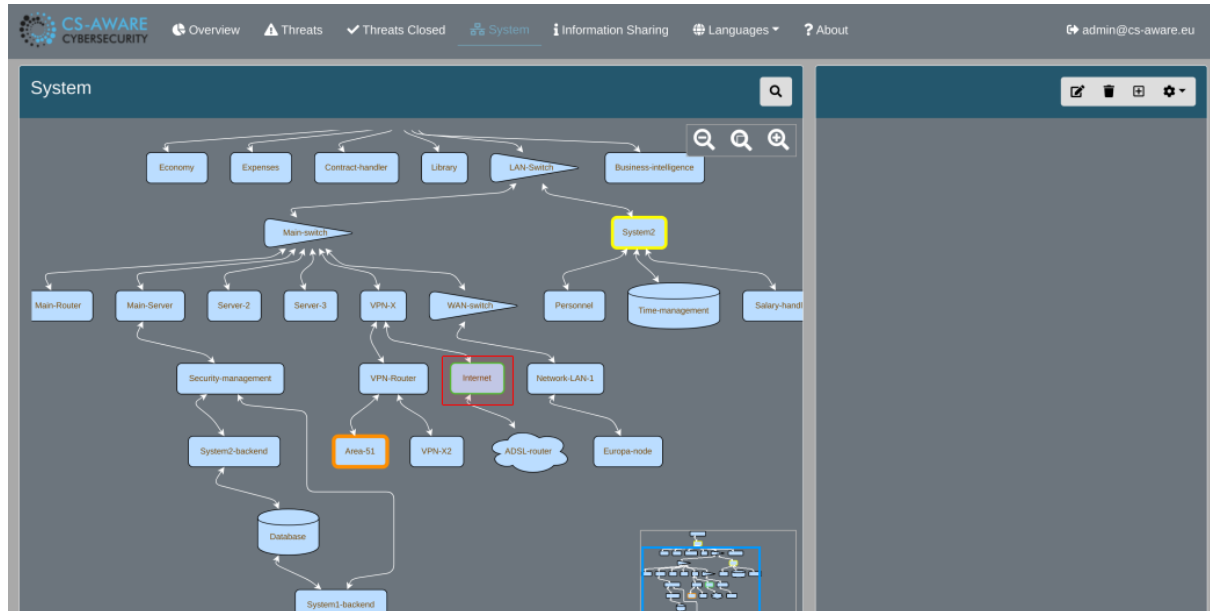 CS-AWARE
CYBERSECURITY
Overview
Threats
Threats Closed
System
Information Sharing
Languages
About
admin@cs-aware.eu
System
Economy
Expenses
Contract-handler
Library
LAN-Switch
Business-intelligence
Main-switch
System2
Main-Router
Main-Server
Server-2
Server-3
VPN-X
WAN-switch
Personnel
Time-management
Salary-handl
Security-management
VPN-Router
Internet
Network-LAN-1
System2-backend
Area-51
VPN-X2
ADSL-router
Europa-node
Database
System1-backend